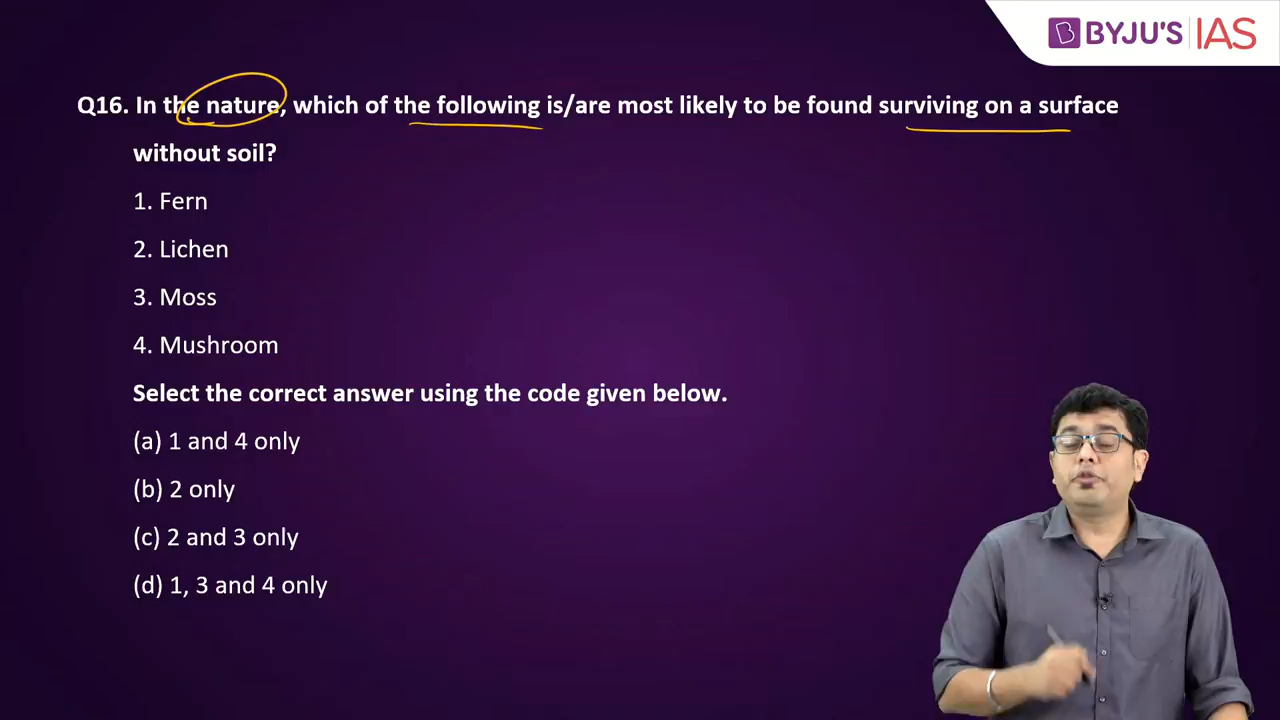 BYJU'S IAS
Q16. In the nature, which of the following is/are most likely to be found surviving on a surface
without soil?
1. Fern
2. Lichen
3. Moss
4. Mushroom
Select the correct answer using the code given below.
(a) 1 and 4 only
(b) 2 only
(c) 2 and 3 only
(d) 1, 3 and 4 only